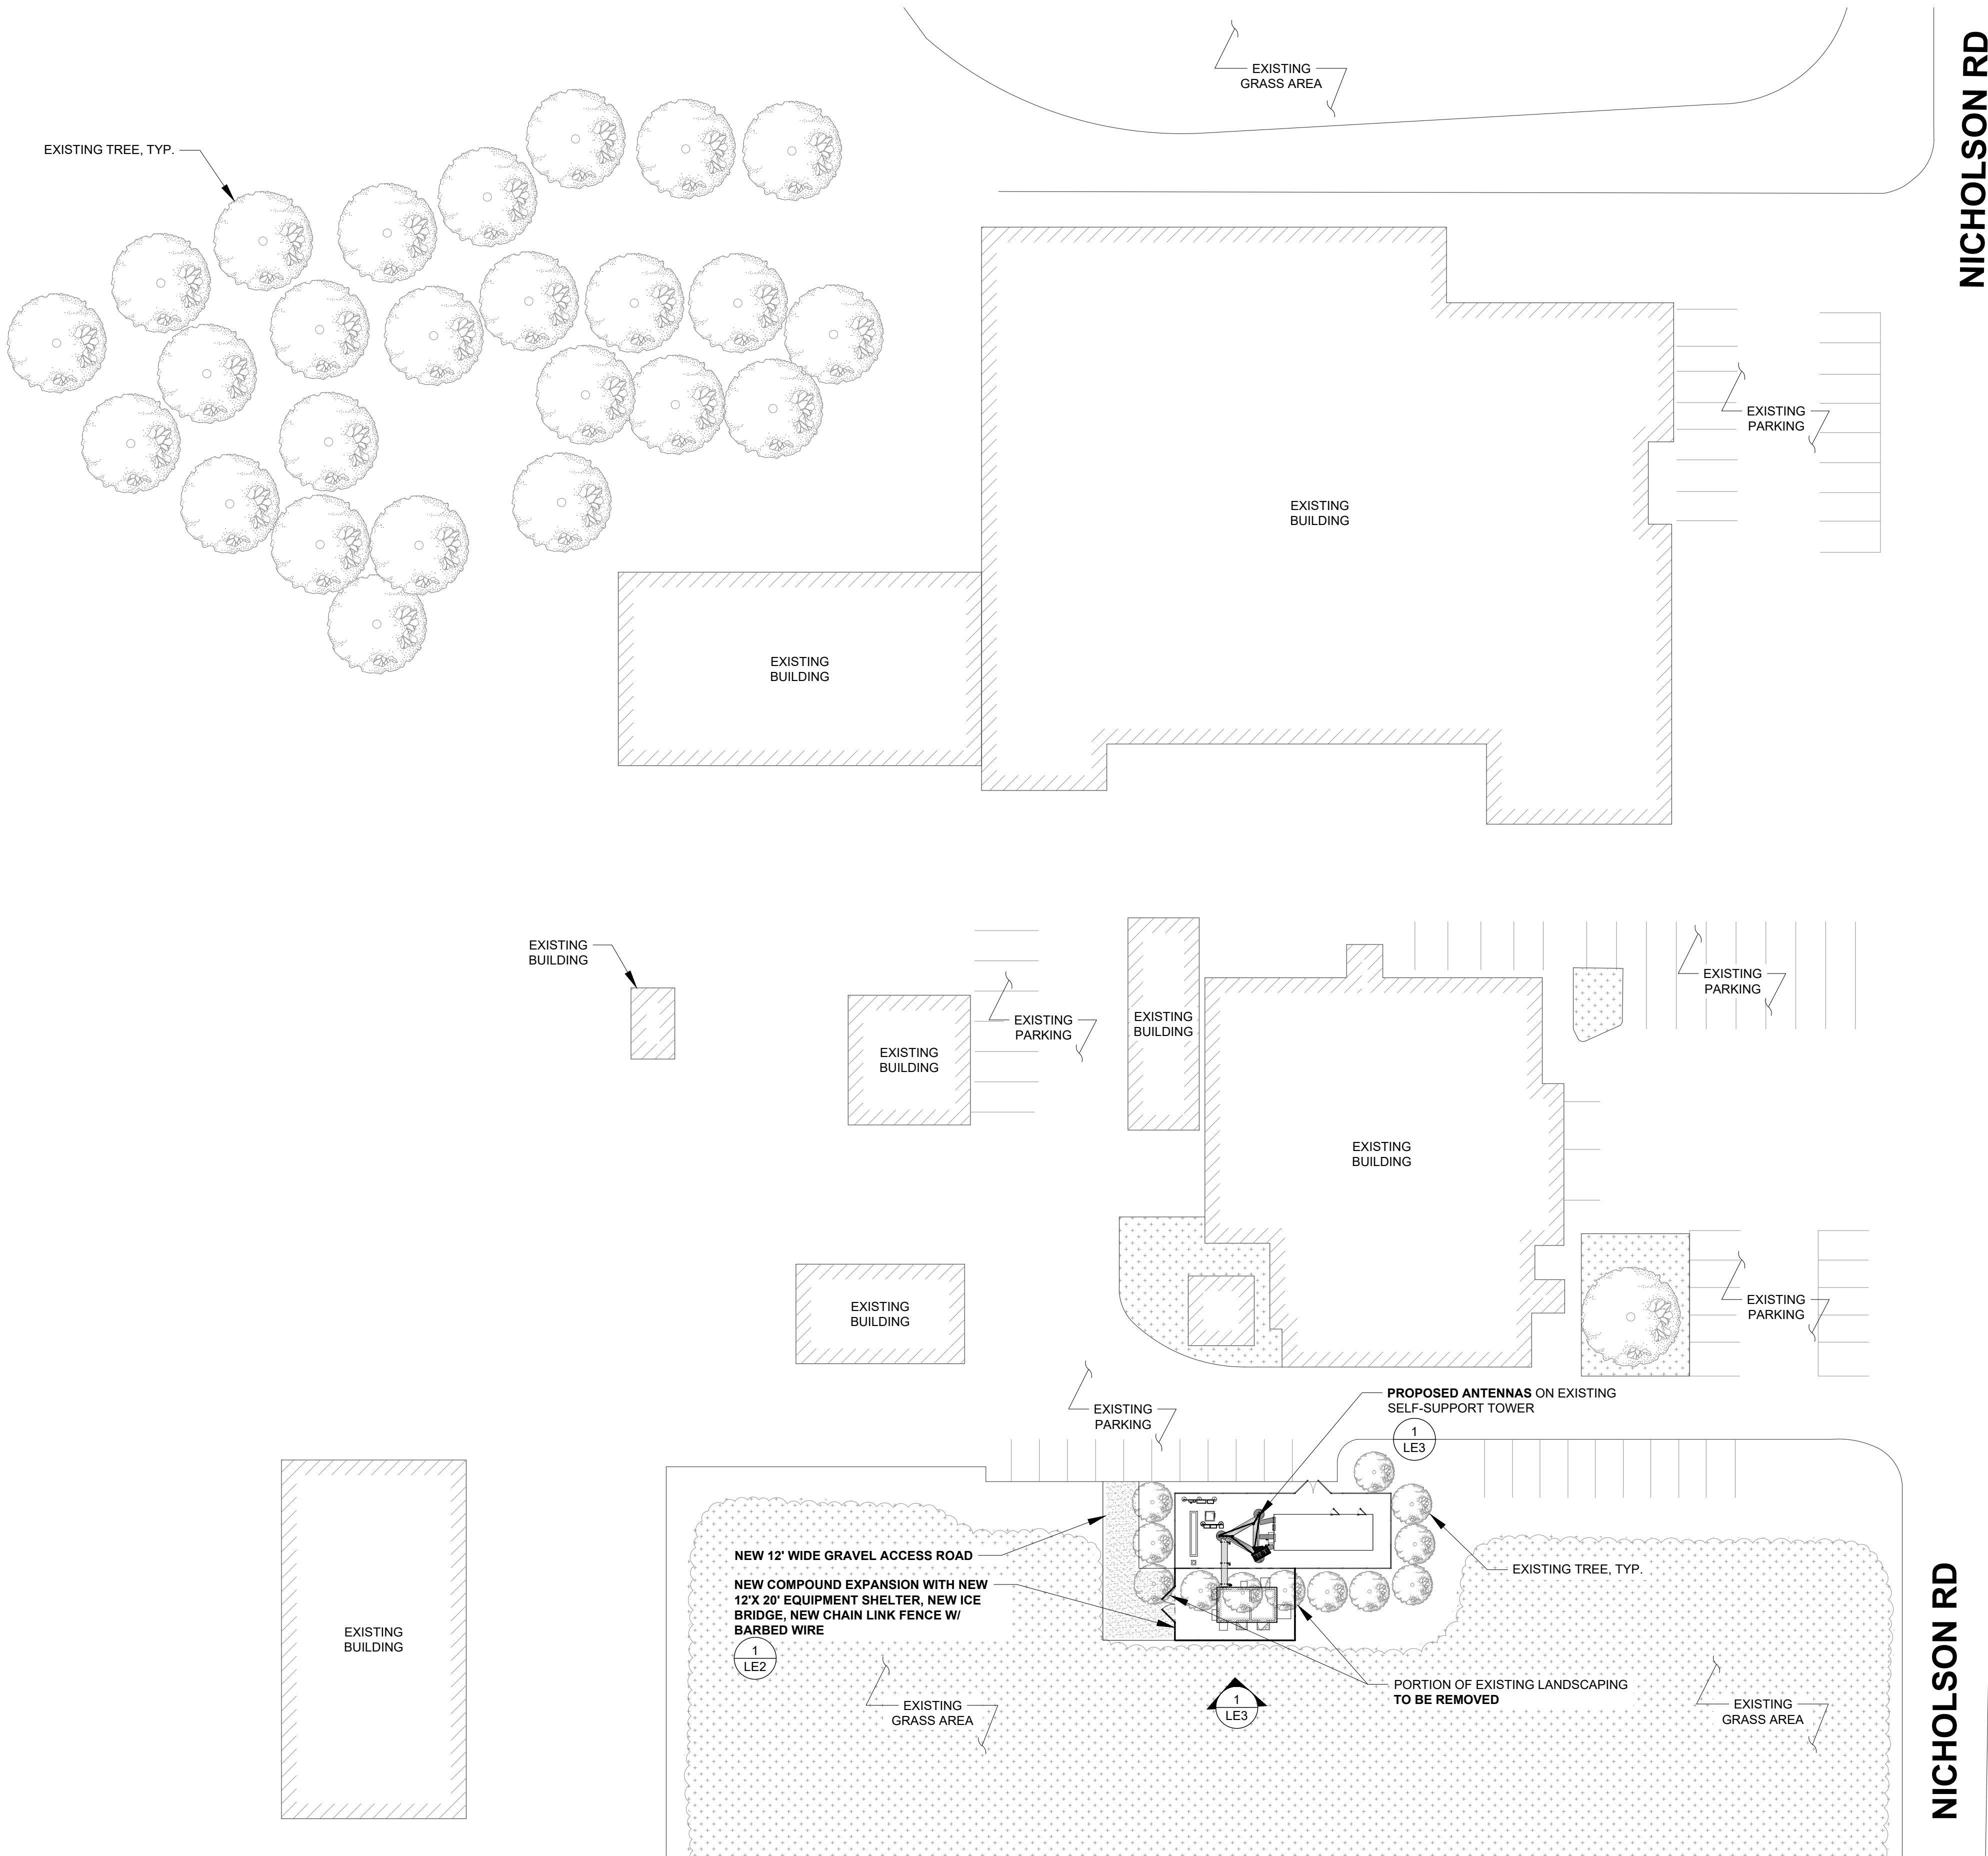 EXISTING
GRASS AREA
NICHOLSON RD
EXISTING TREE, TYP.
EXISTING
PARKING
EXISTING
BUILDING
EXISTING
BUILDING
EXISTING
BUILDING
EXISTING
PARKING
EXISTING
BUILDING
EXISTING
PARKING
EXISTING
BUILDING
EXISTING
BUILDING
EXISTING
BUILDING
EXISTING
PARKING
EXISTING
PARKING
PROPOSED ANTENNAS ON EXISTING
SELF-SUPPORT TOWER
1
LE3
NEW 12' WIDE GRAVEL ACCESS ROAD
EXISTING TREE, TYP.
NEW COMPOUND EXPANSION WITH NEW
12'X 20' EQUIPMENT SHELTER, NEW ICE
BRIDGE, NEW CHAIN LINK FENCE W/
BARBED WIRE
1
LE2
EXISTING
BUILDING
PORTION OF EXISTING LANDSCAPING
TO BE REMOVED
1
LE3
EXISTING
GRASS AREA
EXISTING
GRASS AREA
NICHOLSON RD